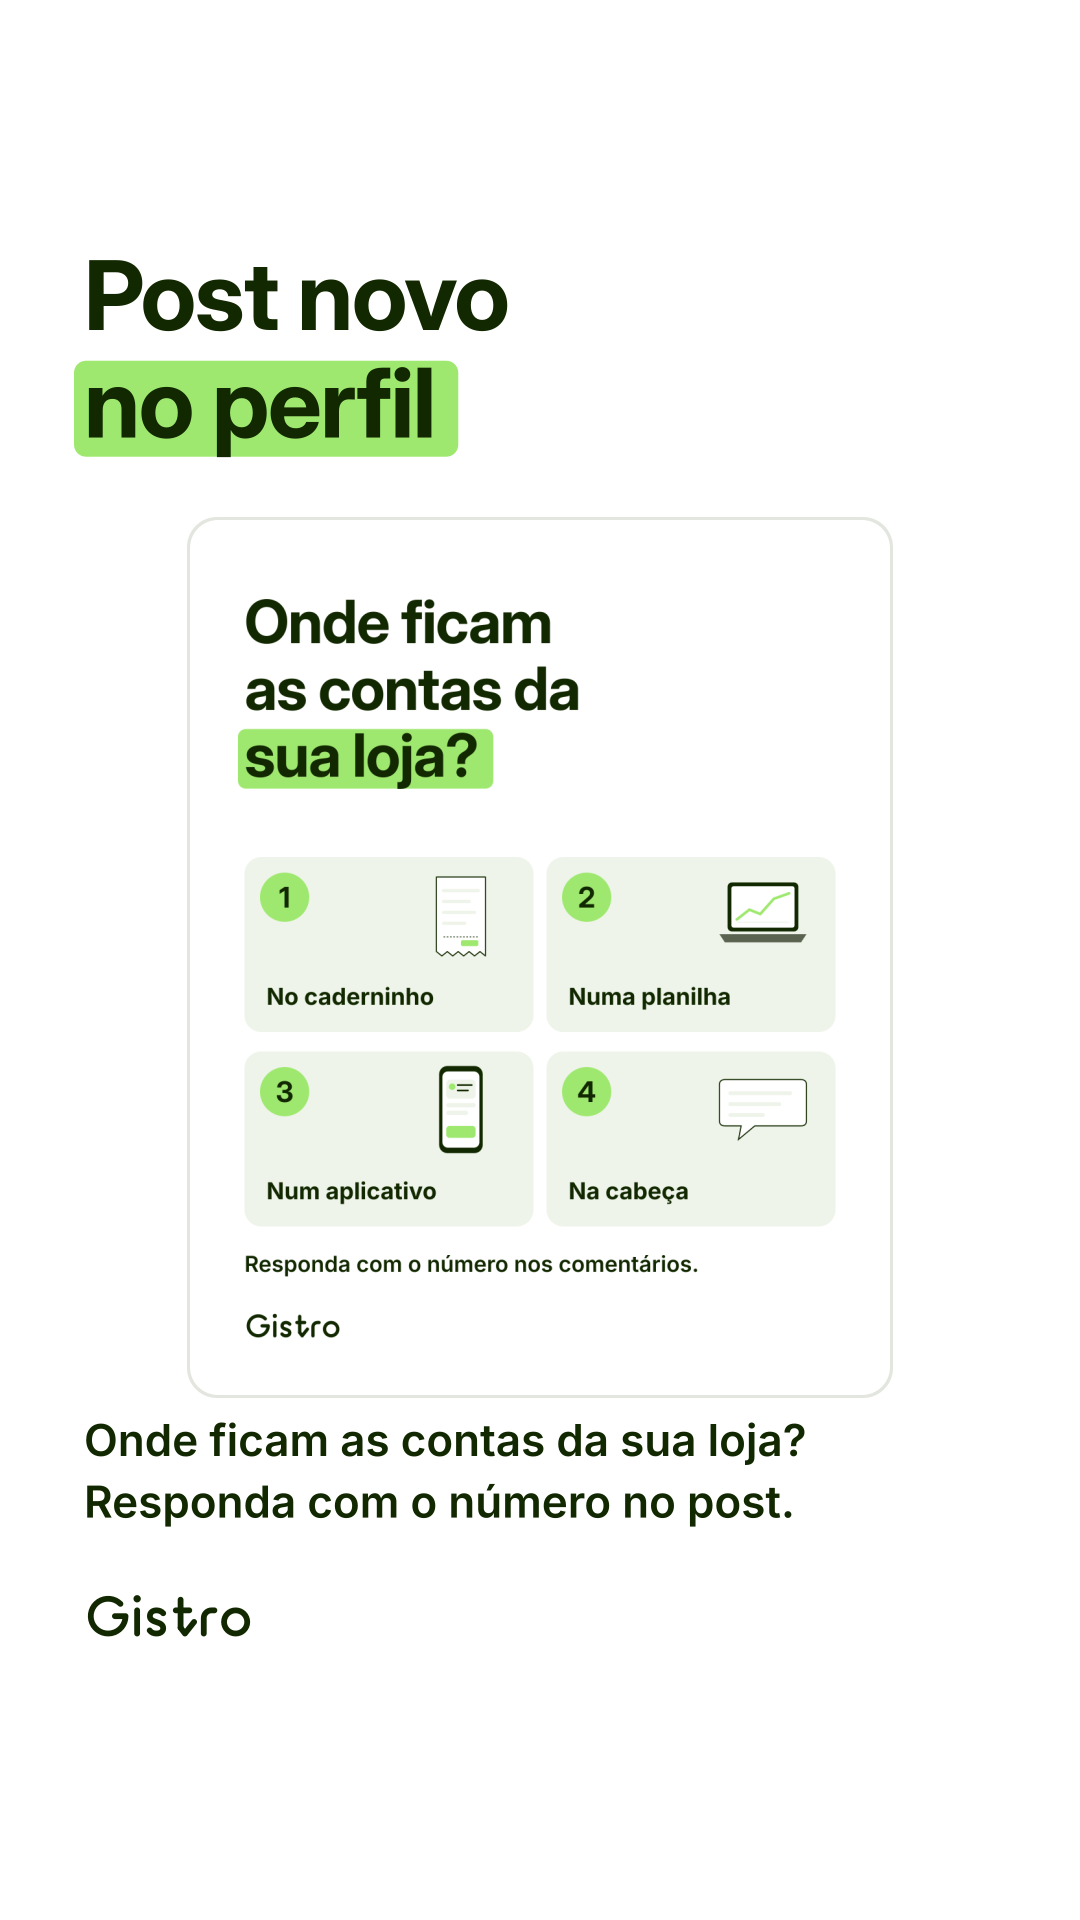 Post novo
no perfil
Onde ficam
as contas da
sua loja?
1
No caderninho
2
Numa planilha
3
Num aplicativo
4
Na cabeça
Responda com o número nos comentários.
Gistro
Onde ficam as contas da sua loja?
Responda com o número no post.
Gistro